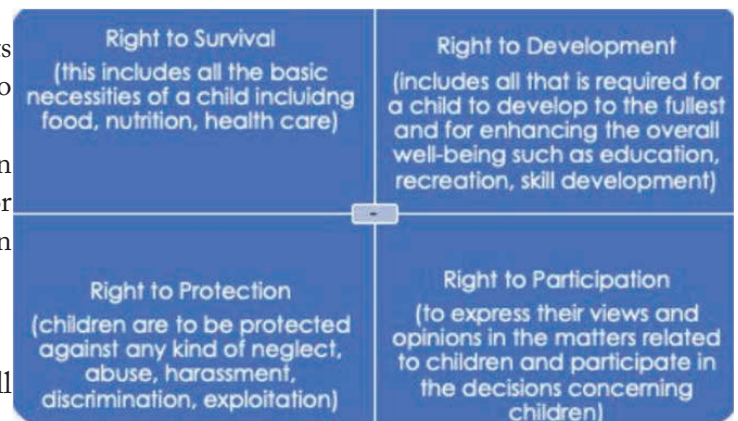 ts
o
n
or
n
ll
Right to Survival
(this includes all the basic
necessities of a child incluidng
food, nutrition, health care)
Right to Development
(includes all that is required for
a child to develop to the fullest
and for enhancing the overall
well-being such as education,
recreation, skill development)
Right to Protection
(children are to be protected
against any kind of neglect,
abuse, harassment,
discrimination, exploitation)
Right to Participation
(to express their views and
opinions in the matters related
to children and participate in
the decisions concerning
children)